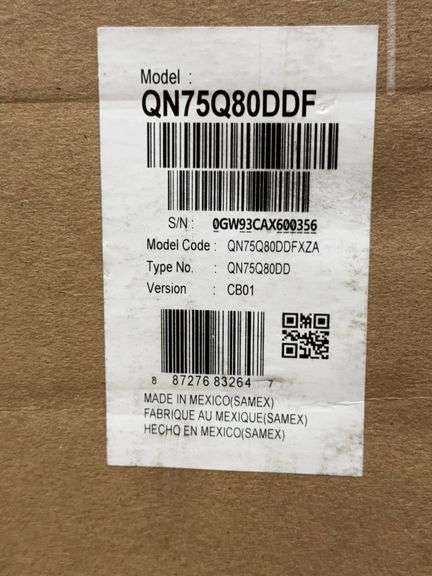 Model :
QN75Q80DDF
S/N : 0GW93CAX600356
Model Code : QN75Q80DDFXZA
Type No. : QN75Q80DD
Version : CB01
8 87276 83264 7
MADE IN MEXICO(SAMEX)
FABRIQUE AU MEXIQUE(SAMEX)
HECHO EN MEXICO(SAMEX)